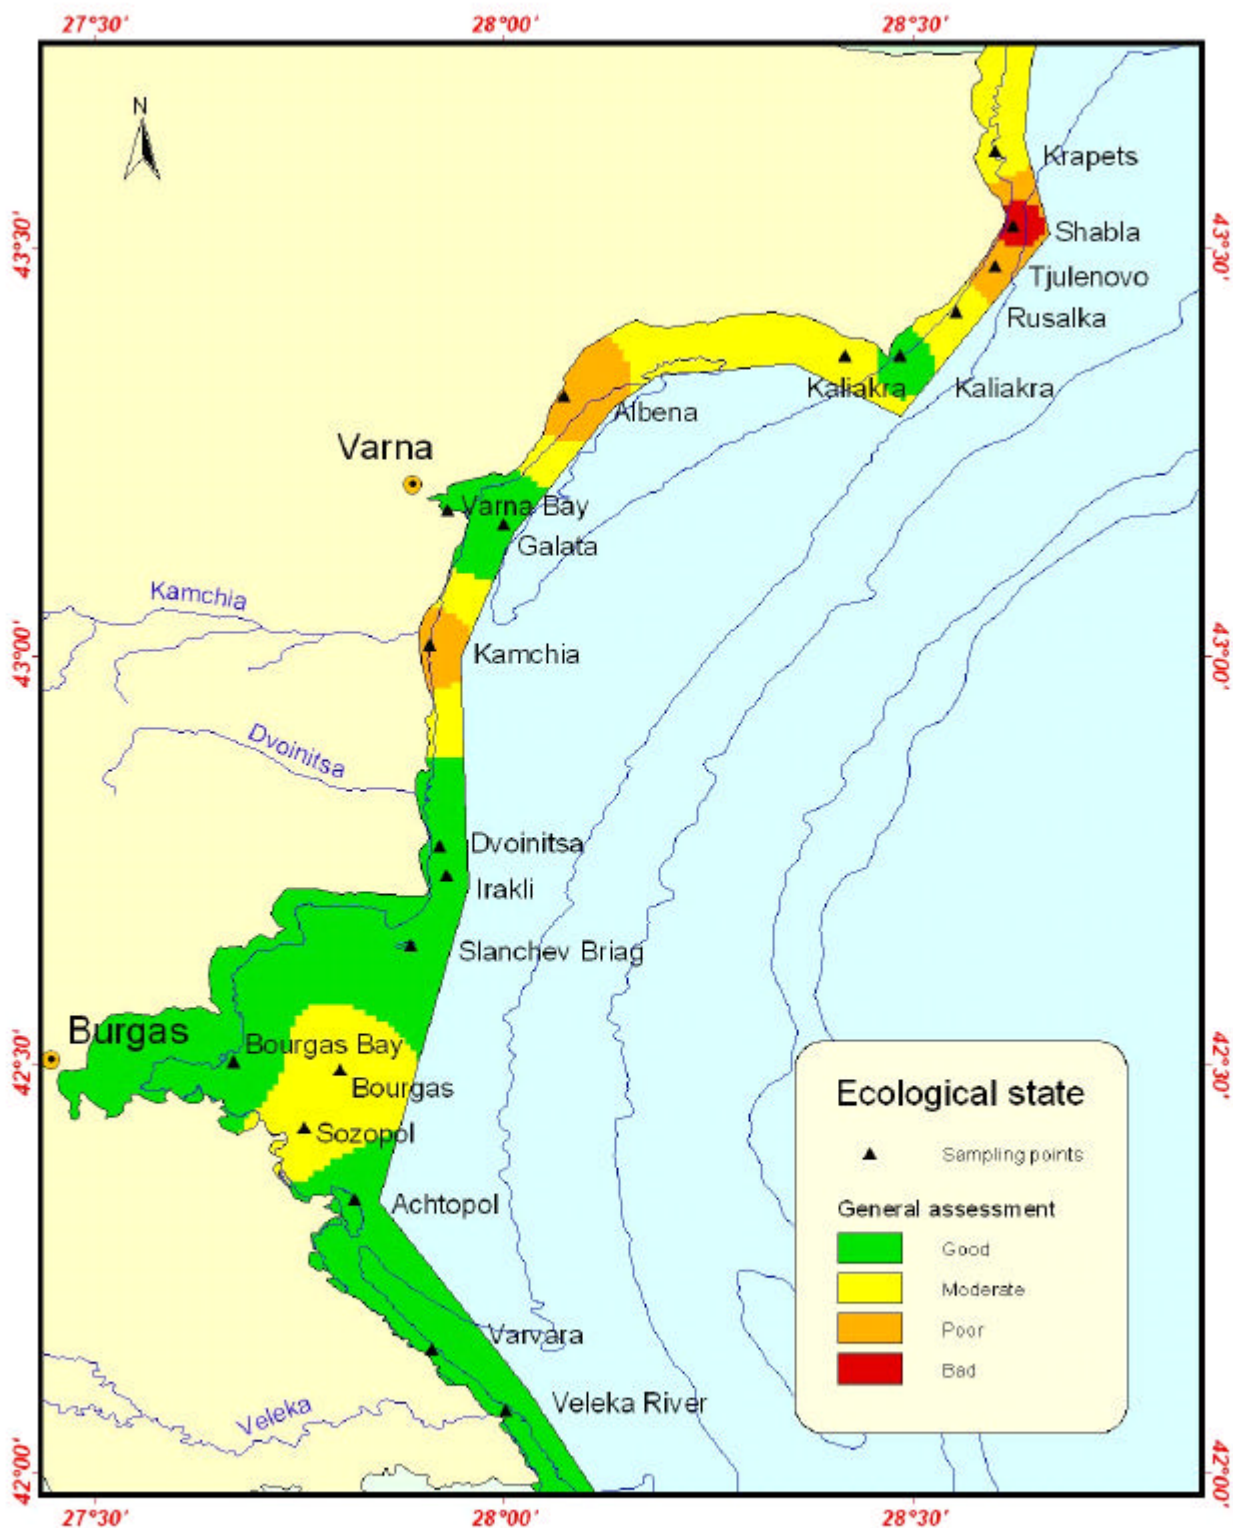 27°30' 28°00' 28°30'
N
Krapets
43°30' Shabla 43°30'
Tjulenovo
Rusalka
Kaliakra Kaliakra
Albena
Varna
Varna Bay
Galata
Kamchia
43°00' Kamchia 43°00'
Dvoinitsa
Dvoinitsa
Irakli
Slanchev Briag
Burgas
Bourgas Bay
42°30' Bourgas 42°30'
Sozopol
Achtopol
Varvara
Veleka River
Veleka
Ecological state
Sampling points
General assessment
Good
Moderate
Poor
Bad
42°00' 42°00'
27°30' 28°00' 28°30'